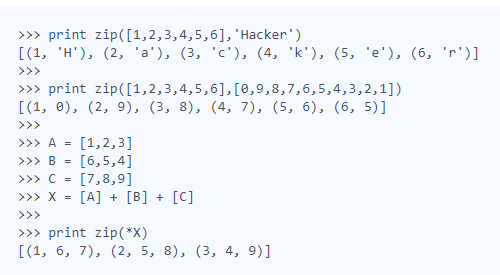 >>> print zip([1,2,3,4,5,6],'Hacker')
[(1, 'H'), (2, 'a'), (3, 'c'), (4, 'k'), (5, 'e'), (6, 'r')]
>>>
>>> print zip([1,2,3,4,5,6],[0,9,8,7,6,5,4,3,2,1])
[(1, 0), (2, 9), (3, 8), (4, 7), (5, 6), (6, 5)]
>>>
>>> A = [1,2,3]
>>> B = [6,5,4]
>>> C = [7,8,9]
>>> X = [A] + [B] + [C]
>>>
>>> print zip(*X)
[(1, 6, 7), (2, 5, 8), (3, 4, 9)]